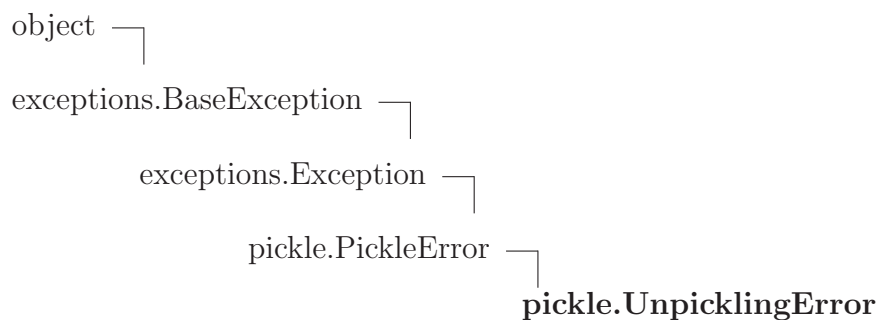 object
exceptions.BaseException
exceptions.Exception
pickle.PickleError
pickle.UnpicklingError